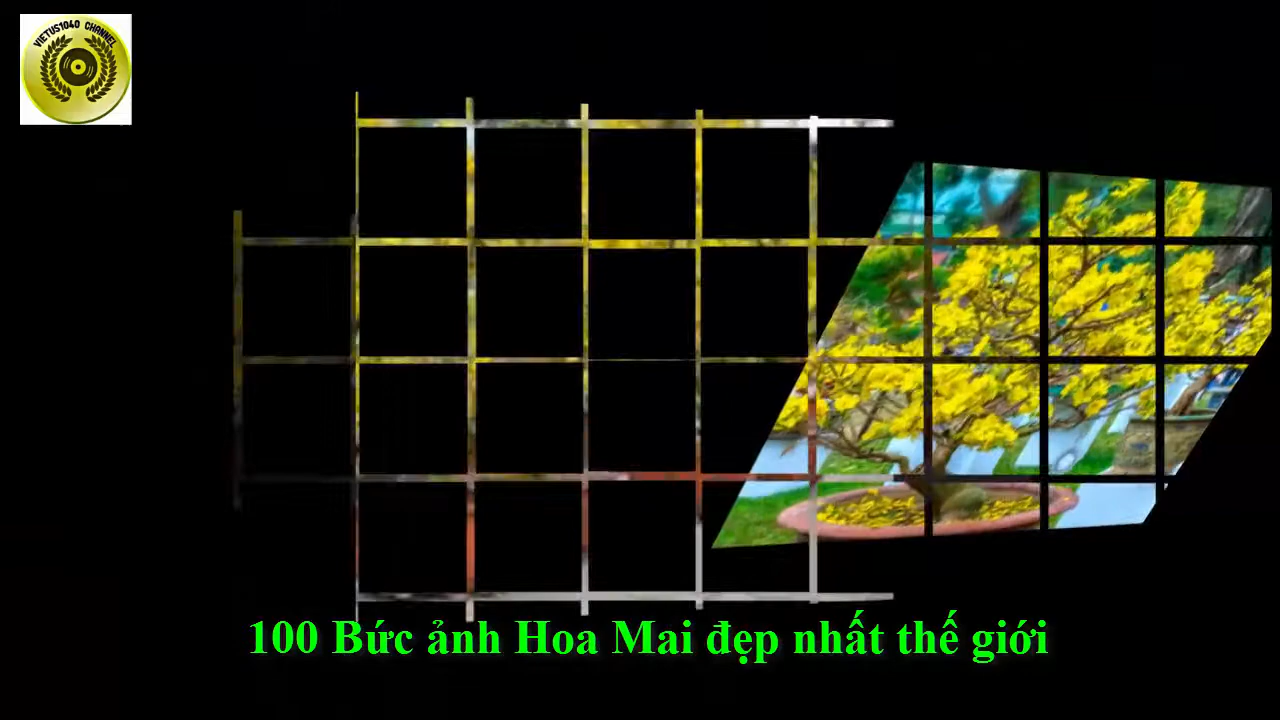 VIETUS1040 CHANNEL
100 Bức ảnh Hoa Mai đẹp nhất thế giới